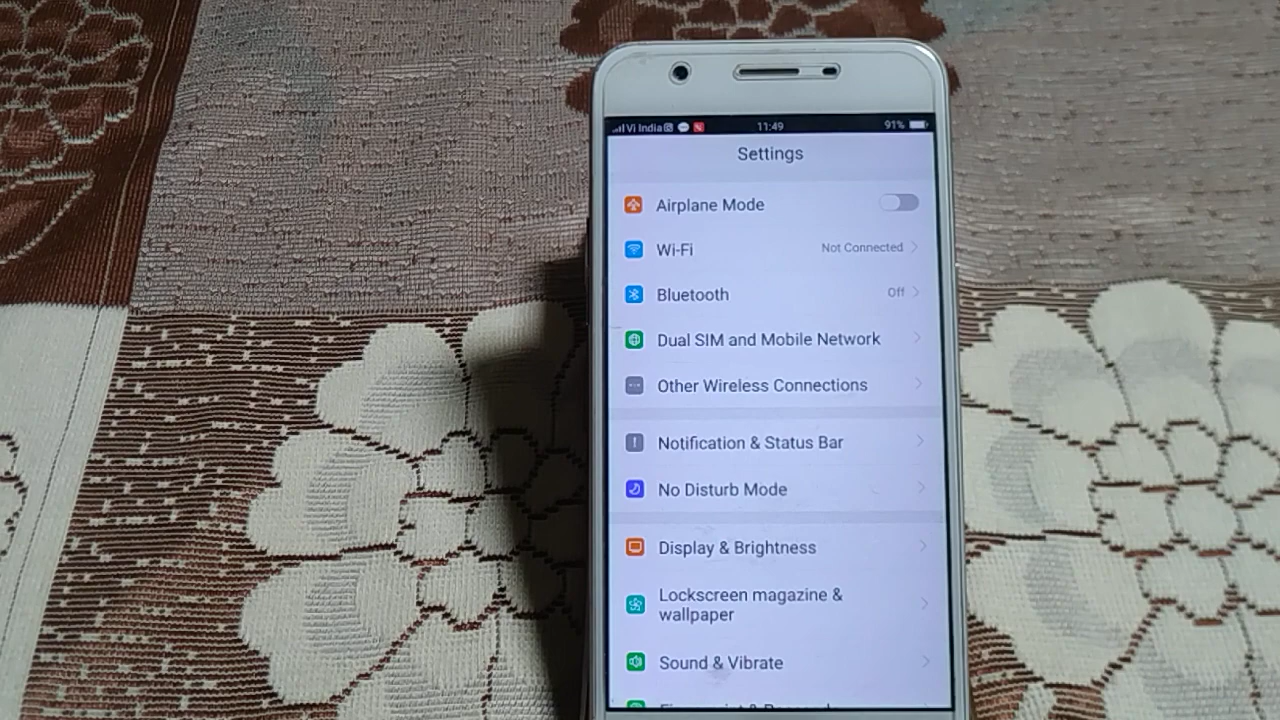 Vi India 11:49 91%
Settings
Airplane Mode
Wi-Fi Not Connected
Bluetooth Off
Dual SIM and Mobile Network
Other Wireless Connections
Notification & Status Bar
No Disturb Mode
Display & Brightness
Lockscreen magazine &
wallpaper
Sound & Vibrate